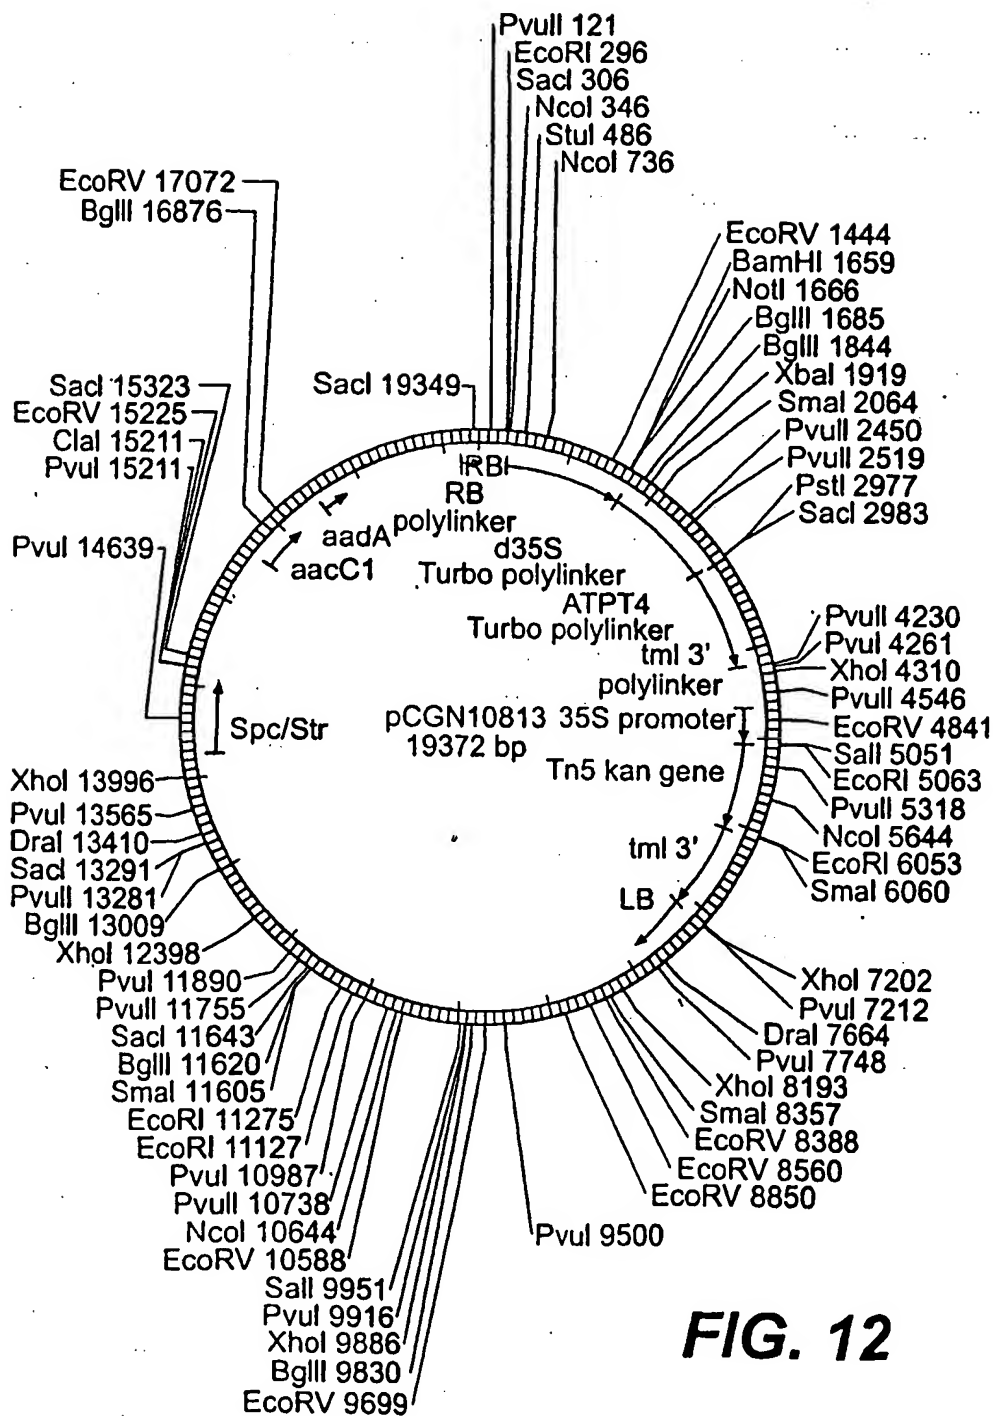 PvuII 121
EcoRI 296
SacI 306
NcoI 346
StuI 486
NcoI 736
EcoRV 17072
BglII 16876
EcoRV 1444
BamHI 1659
NotI 1666
BglII 1685
BglII 1844
XbaI 1919
SmaI 2064
PvuII 2450
PvuII 2519
PstI 2977
SacI 2983
SacI 19349
SacI 15323
EcoRV 15225
ClaI 15211
PvuI 15211
PvuI 14639
RB
RB
polylinker
aadA
aacC1
d35S
Turbo polylinker
ATPT4
Turbo polylinker
tml 3'
polylinker
PvuII 4230
PvuI 4261
XhoI 4310
PvuII 4546
EcoRV 4841
SalI 5051
EcoRI 5063
PvuII 5318
NcoI 5644
EcoRI 6053
SmaI 6060
Spc/Str
pCGN10813 35S promoter
19372 bp
Tn5 kan gene
tml 3'
LB
XhoI 13996
PvuI 13565
DraI 13410
SacI 13291
PvuII 13281
BglII 13009
XhoI 12398
PvuI 11890
PvuII 11755
SacI 11643
BglII 11620
SmaI 11605
EcoRI 11275
EcoRI 11127
PvuI 10987
PvuII 10738
NcoI 10644
EcoRV 10588
SalI 9951
PvuI 9916
XhoI 9886
BglII 9830
EcoRV 9699
XhoI 7202
PvuI 7212
DraI 7664
PvuI 7748
XhoI 8193
SmaI 8357
EcoRV 8388
EcoRV 8560
EcoRV 8850
PvuI 9500
FIG. 12